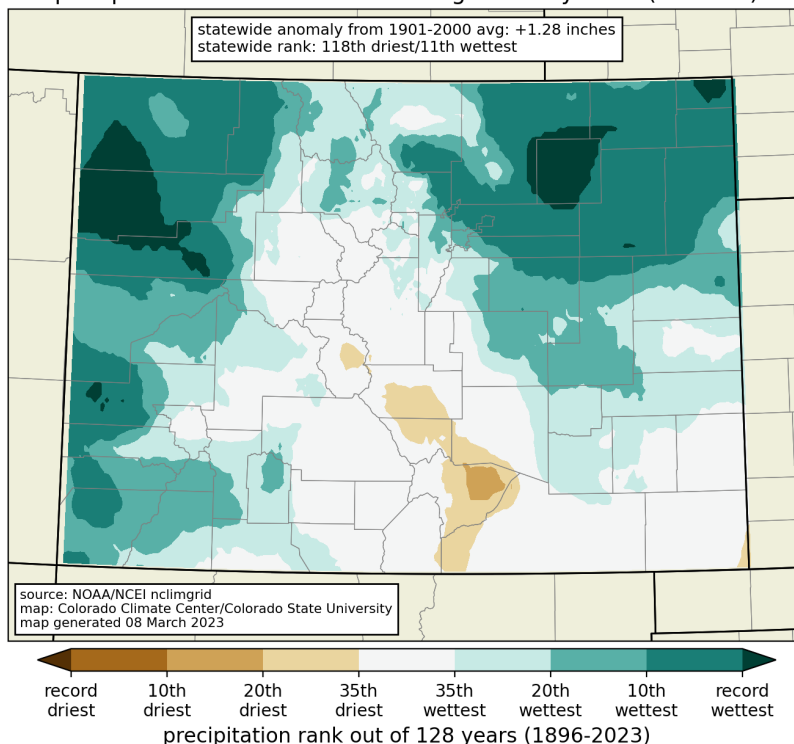 statewide anomaly from 1901-2000 avg: +1.28 inches
statewide rank: 118th driest/11th wettest
source: NOAA/NCEI nclimgrid
map: Colorado Climate Center/Colorado State University
map generated 08 March 2023
record 10th 20th 35th 35th 20th 10th record
driest driest driest driest wettest wettest wettest wettest
precipitation rank out of 128 years (1896-2023)